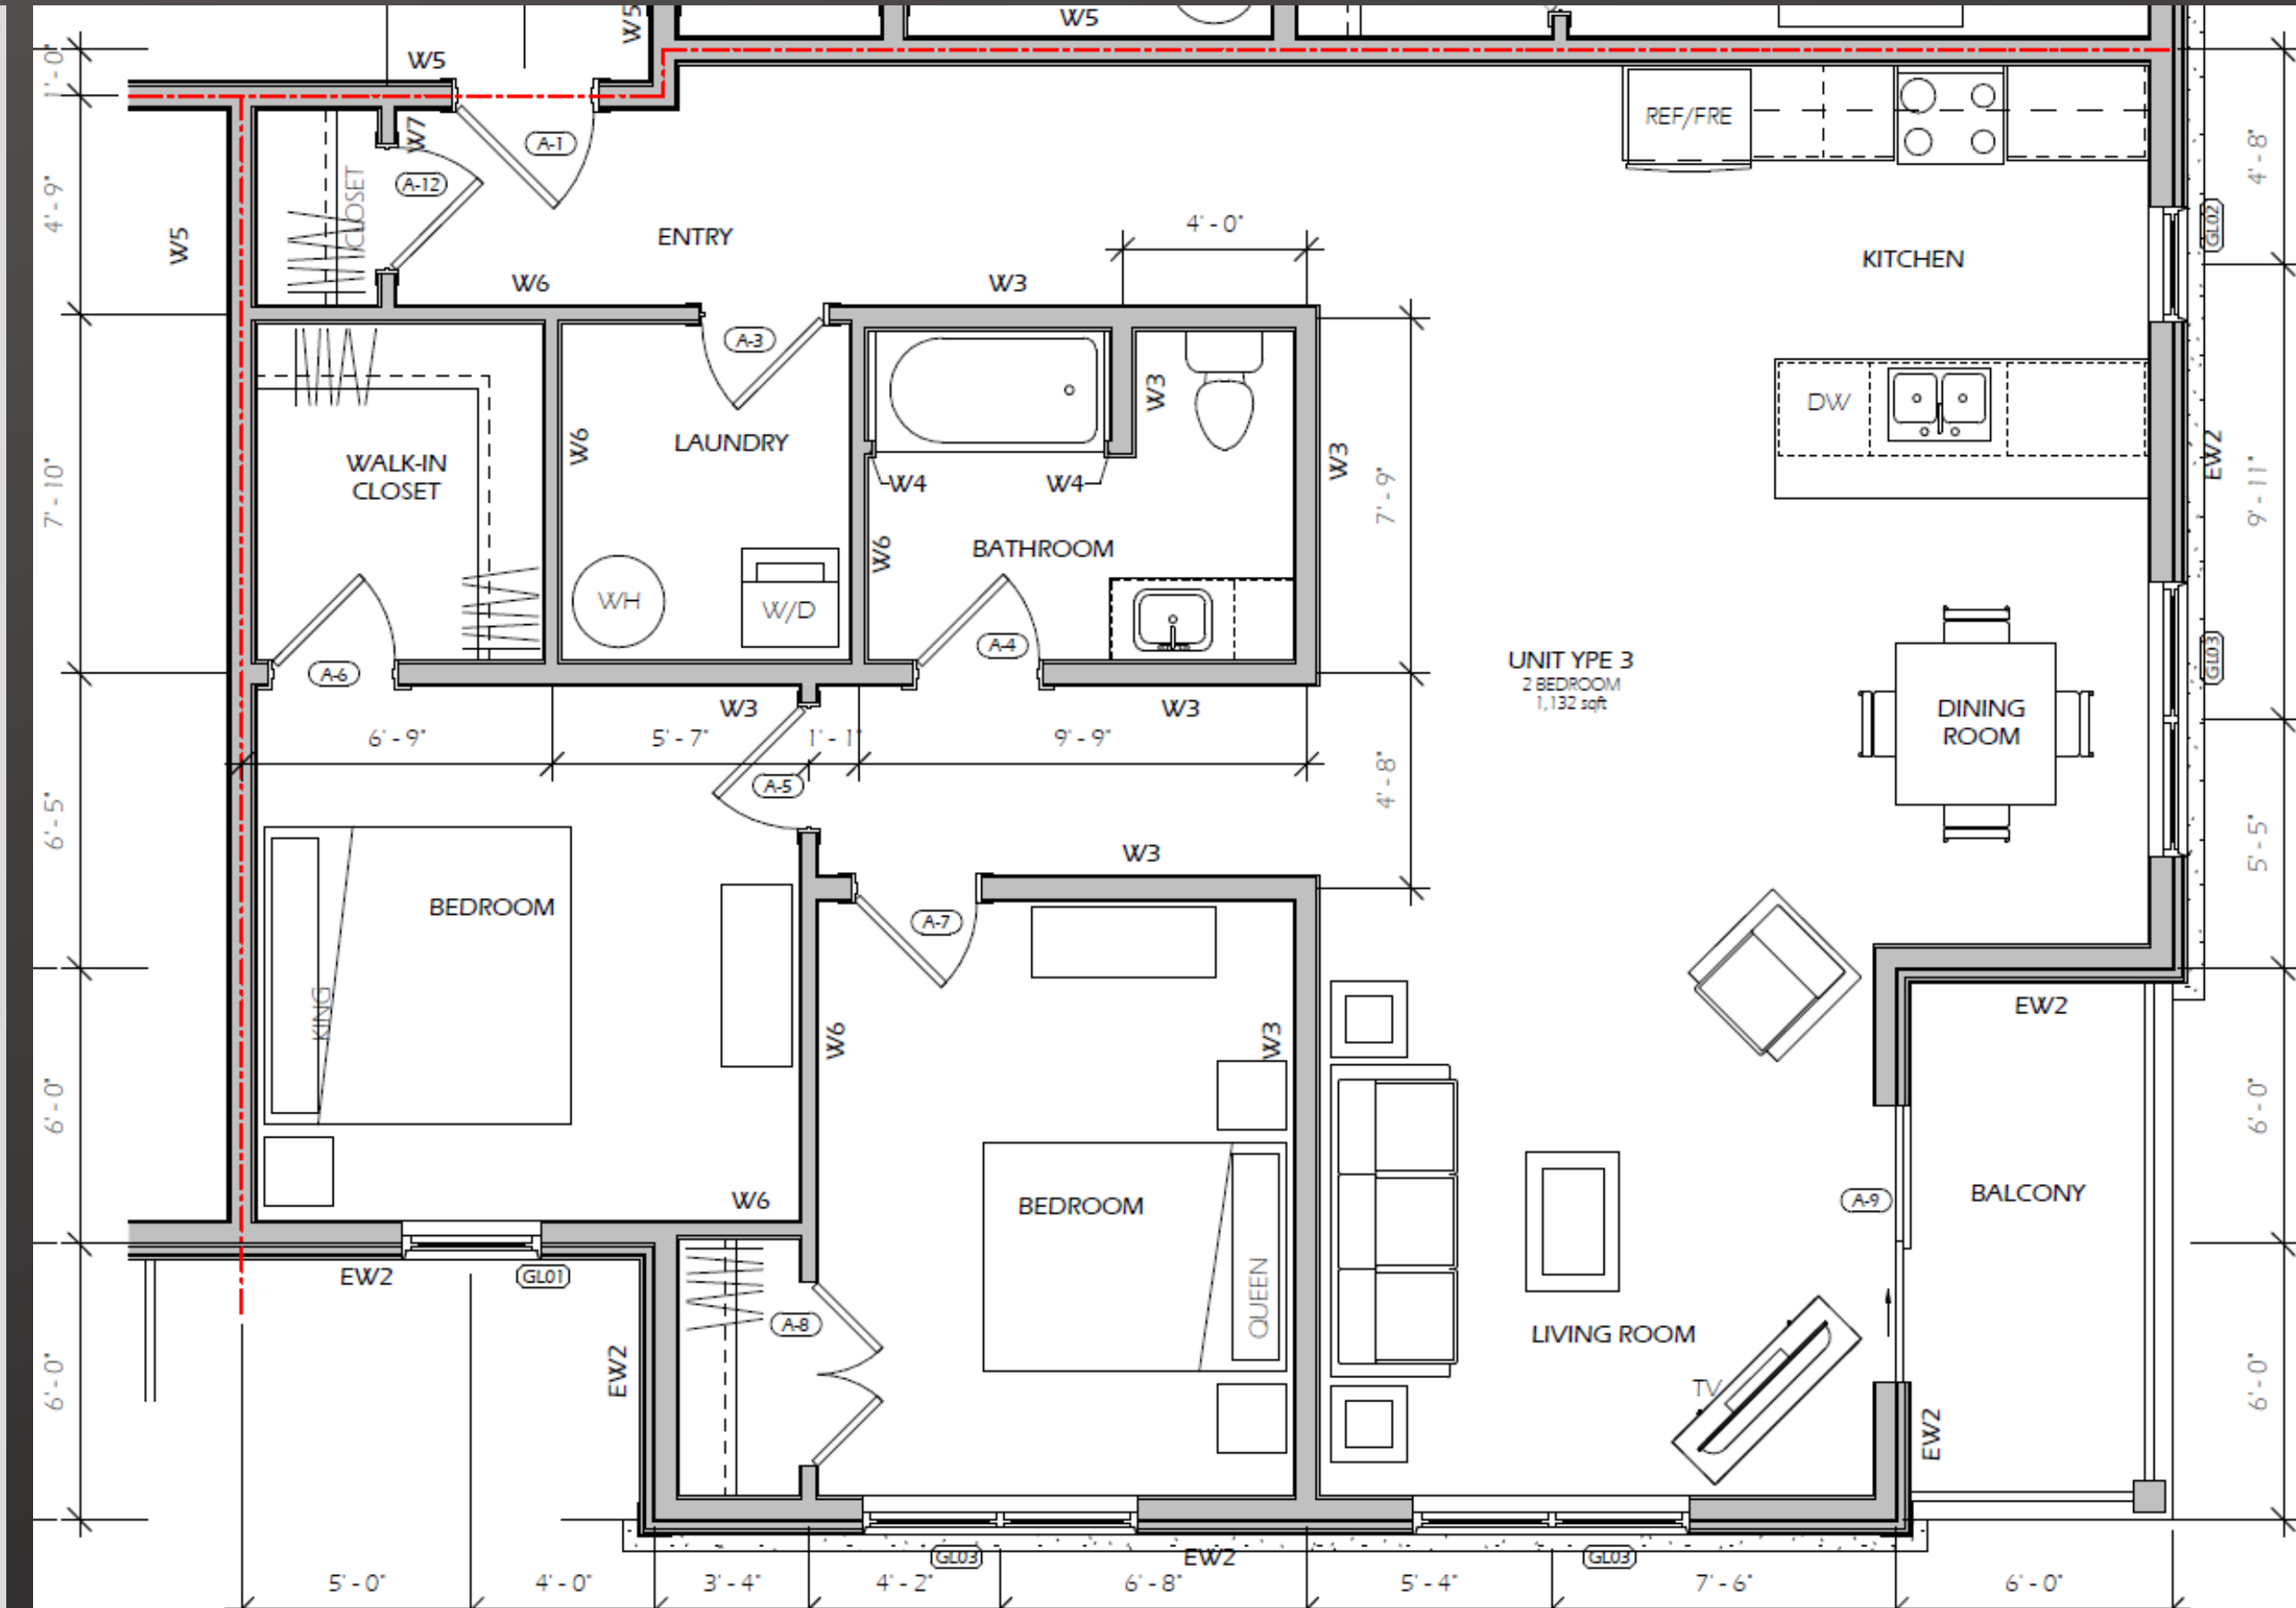 W5
W5
W5
1'-0"
A-1
W7
A-12
CLOSET
REF/FRE
4'-8"
4'-9"
W5
ENTRY
4'-0"
KITCHEN
GL02
W6
W3
A-3
W3
DW
W6
LAUNDRY
W3
EW2
WALK-IN
CLOSET
W4
W4
7'-10"
7'-9"
9'-11"
W6
BATHROOM
WH
W/D
A-6
A-4
UNIT YPE 3
2 BEDROOM
1,132 sqft
GL03
W3
W3
DINING
ROOM
6'-9"
5'-7"
1'-1"
9'-9"
A-5
4'-8"
6'-5"
5'-5"
W3
BEDROOM
A-7
KING
W6
W3
EW2
6'-0"
6'-0"
W6
BEDROOM
A-9
BALCONY
EW2
GL01
QUEEN
A-8
LIVING ROOM
EW2
TV
6'-0"
6'-0"
EW2
GL03
EW2
GL03
5'-0"
4'-0"
3'-4"
4'-2"
6'-8"
5'-4"
7'-6"
6'-0"